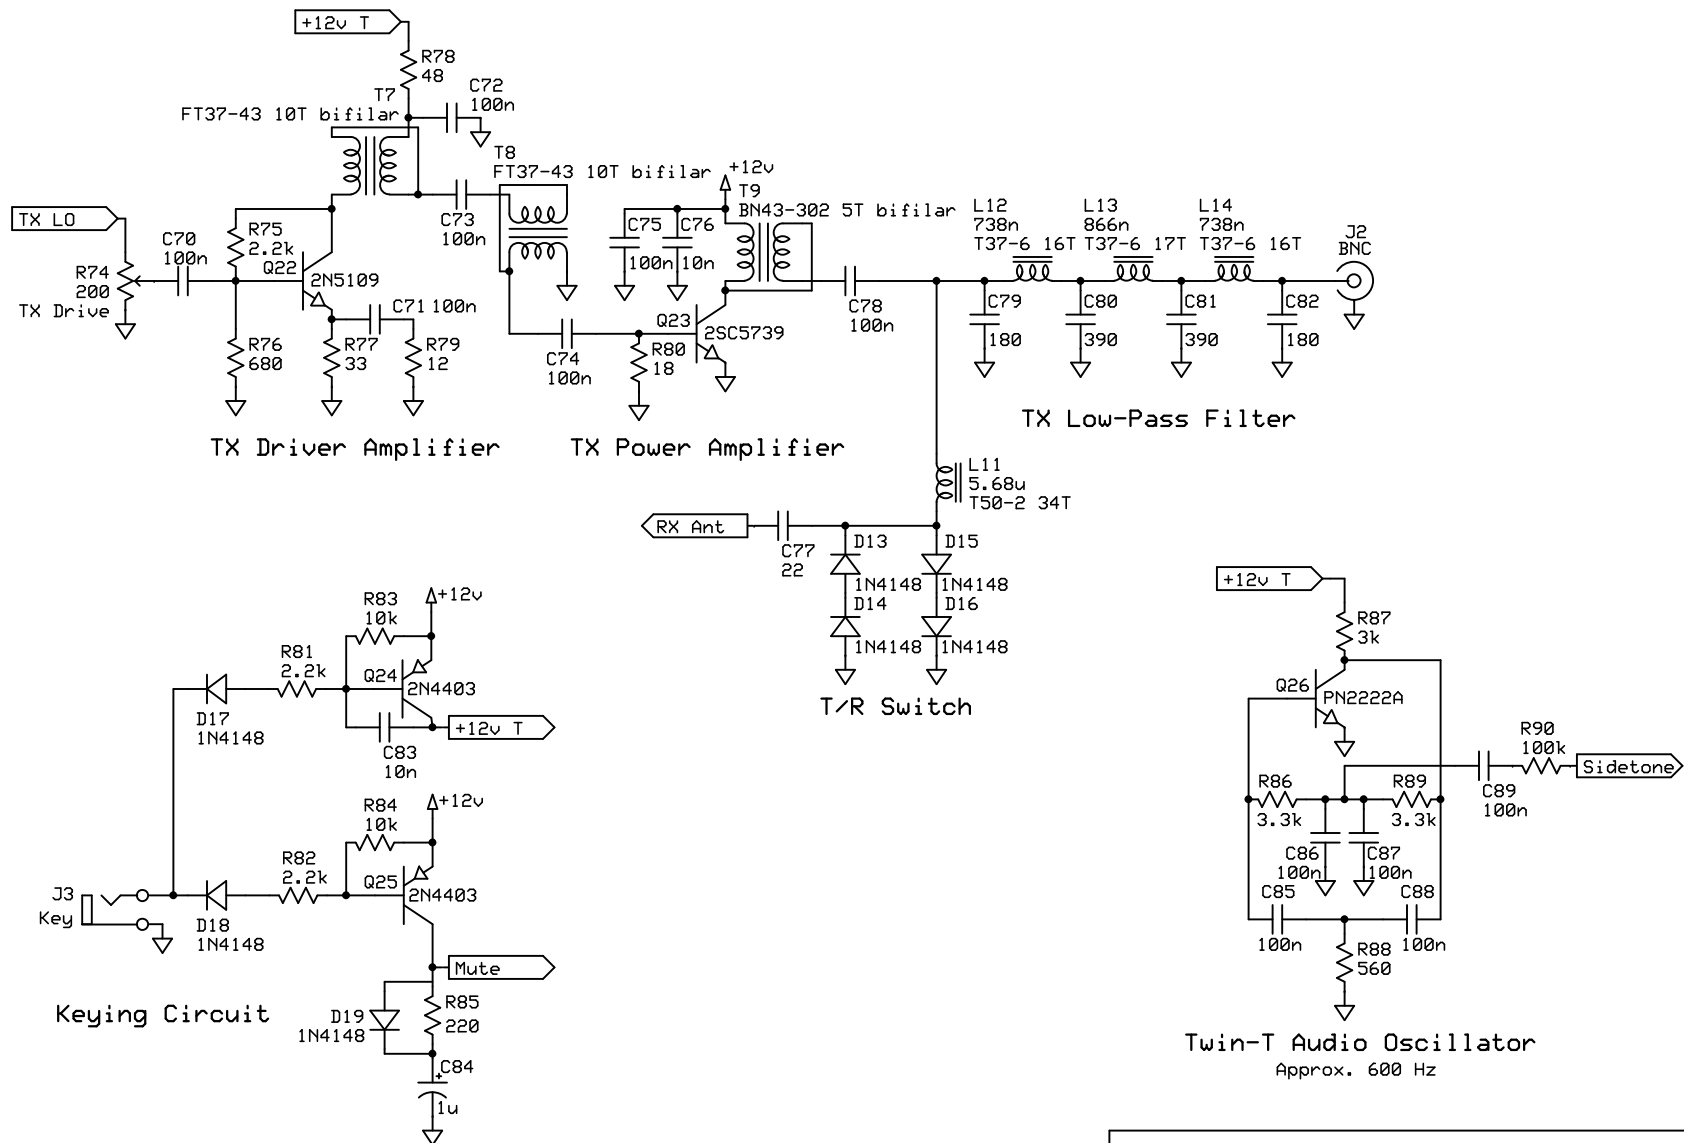 +12v T
R78
48
T7
FT37-43 10T bifilar
C72
100n
T8
FT37-43 10T bifilar
+12v
T9
BN43-302 5T bifilar
TX LO
R75
2.2k
C70
100n
Q22
2N5109
R74
200
TX Drive
C71 100n
C73
100n
C75
100n
C76
10n
L12
738n
T37-6 16T
L13
866n
T37-6 17T
L14
738n
T37-6 16T
J2
BNC
R76
680
R77
33
R79
12
C74
100n
Q23
2SC5739
R80
18
C78
100n
C79
180
C80
390
C81
390
C82
180
TX Driver Amplifier
TX Power Amplifier
TX Low-Pass Filter
L11
5.68u
T50-2 34T
RX Ant
C77
22
D13
1N4148
D14
1N4148
D15
1N4148
D16
1N4148
T/R Switch
+12v
R83
10k
R81
2.2k
Q24
2N4403
D17
1N4148
C83
10n
+12v T
+12v
R84
10k
R82
2.2k
Q25
2N4403
J3
Key
D18
1N4148
Mute
R85
220
D19
1N4148
C84
+
1u
Keying Circuit
+12v T
R87
3k
Q26
PN2222A
R90
100k
Sidetone
C89
100n
R86
3.3k
R89
3.3k
C86
100n
C87
100n
C85
100n
C88
100n
R88
560
Twin-T Audio Oscillator
Approx. 600 Hz